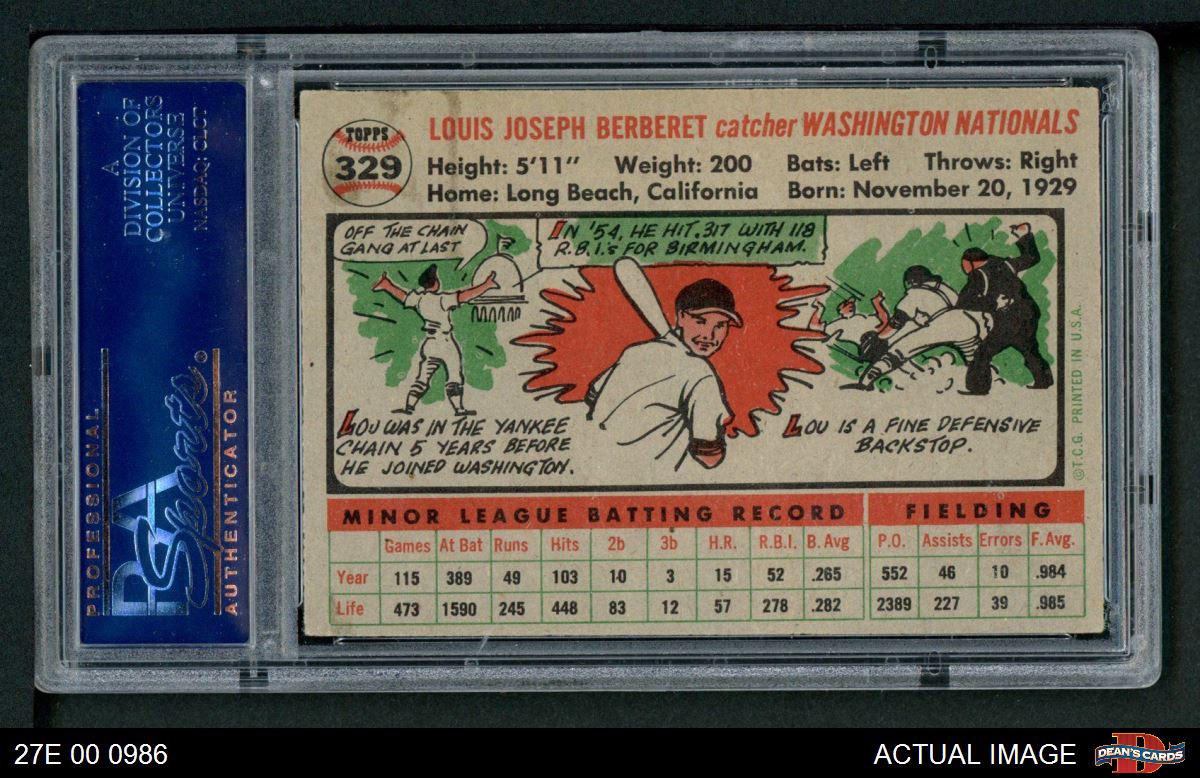 A
DIVISION OF
COLLECTORS
UNIVERSE
NASDAQ: CLCT
PROFESSIONAL
PSA
Sports ®
AUTHENTICATOR
TOPPS
329
LOUIS JOSEPH BERBERET catcher WASHINGTON NATIONALS
Height: 5'11" Weight: 200 Bats: Left Throws: Right
Home: Long Beach, California Born: November 20, 1929
OFF THE CHAIN
GANG AT LAST
IN '54, HE HIT .317 WITH 118
R.B.I.'s FOR BIRMINGHAM.
LOU WAS IN THE YANKEE
CHAIN 5 YEARS BEFORE
HE JOINED WASHINGTON.
LOU IS A FINE DEFENSIVE
BACKSTOP.
©T.C.G. PRINTED IN U.S.A.
MINOR LEAGUE BATTING RECORD FIELDING
Games At Bat Runs Hits 2b 3b H.R. R.B.I. B. Avg P.O. Assists Errors F. Avg.
Year 115 389 49 103 10 3 15 52 .265 552 46 10 .984
Life 473 1590 245 448 83 12 57 278 .282 2389 227 39 .985
27E 00 0986
ACTUAL IMAGE
D
DEAN'S CARDS